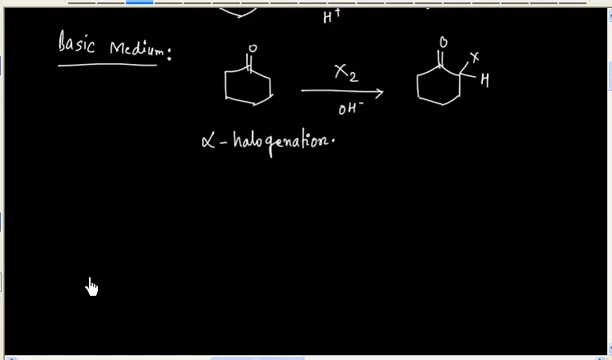 H⁺
Basic Medium:
O
X₂
OH⁻
O
X
H
α-halogenation.